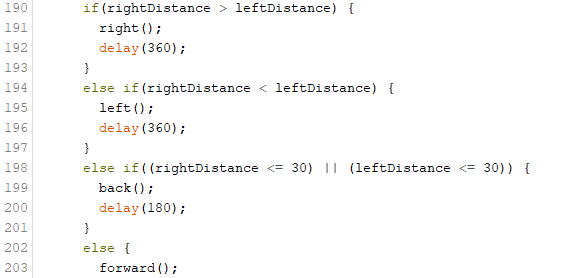 190 if(rightDistance > leftDistance) {
191 right();
192 delay(360);
193 }
194 else if(rightDistance < leftDistance) {
195 left();
196 delay(360);
197 }
198 else if((rightDistance <= 30) || (leftDistance <= 30)) {
199 back();
200 delay(180);
201 }
202 else {
203 forward();